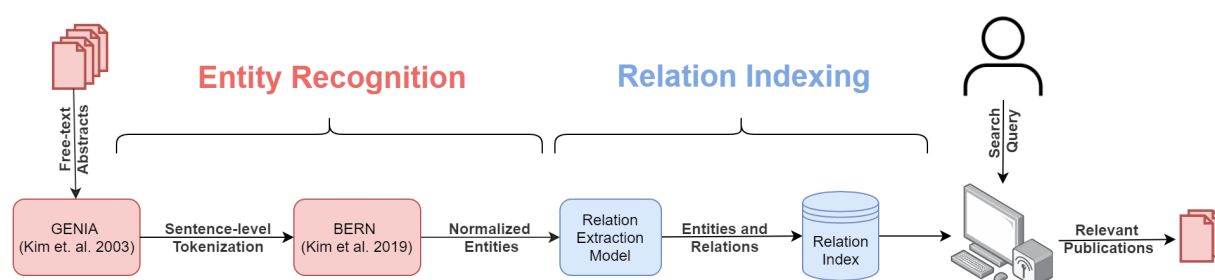 Entity Recognition
Relation Indexing
Free-text
Abstracts
Search
Query
GENIA
(Kim et. al. 2003)
Sentence-level
Tokenization
BERN
(Kim et al. 2019)
Normalized
Entities
Relation
Extraction
Model
Entities and
Relations
Relation
Index
Relevant
Publications